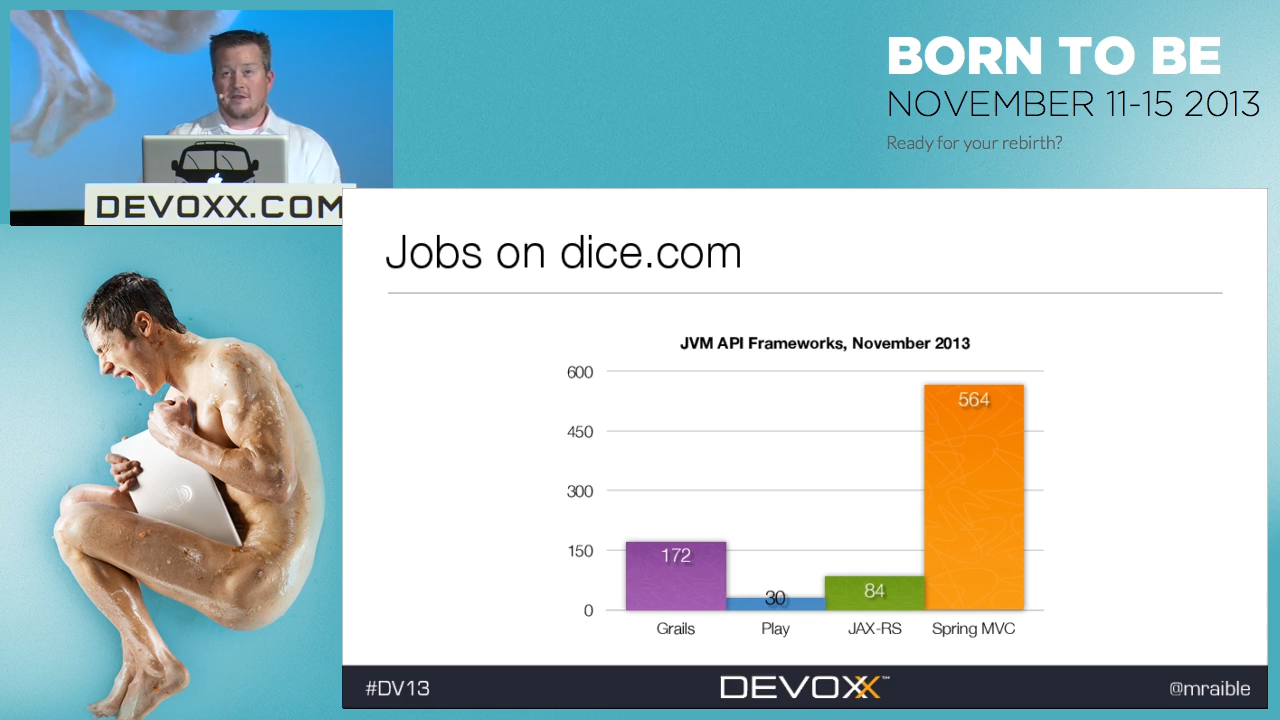 BORN TO BE
NOVEMBER 11-15 2013
Ready for your rebirth?
DEVOXX.COM
Jobs on dice.com
JVM API Frameworks, November 2013
600
450
300
150
0
172
30
84
564
Grails
Play
JAX-RS
Spring MVC
#DV13
DEVOXX™
@mraible